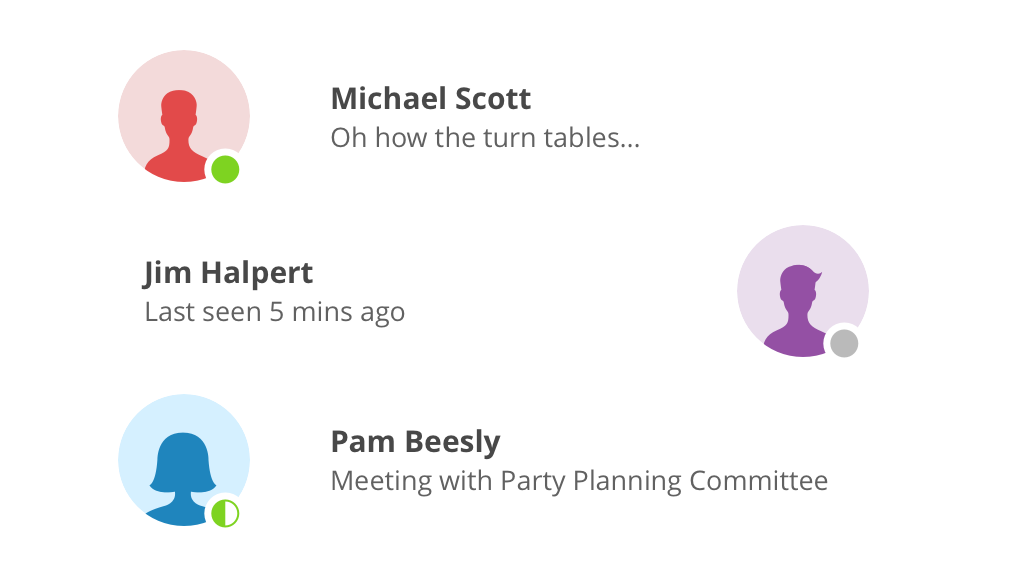 Michael Scott
Oh how the turn tables...
Jim Halpert
Last seen 5 mins ago
Pam Beesly
Meeting with Party Planning Committee